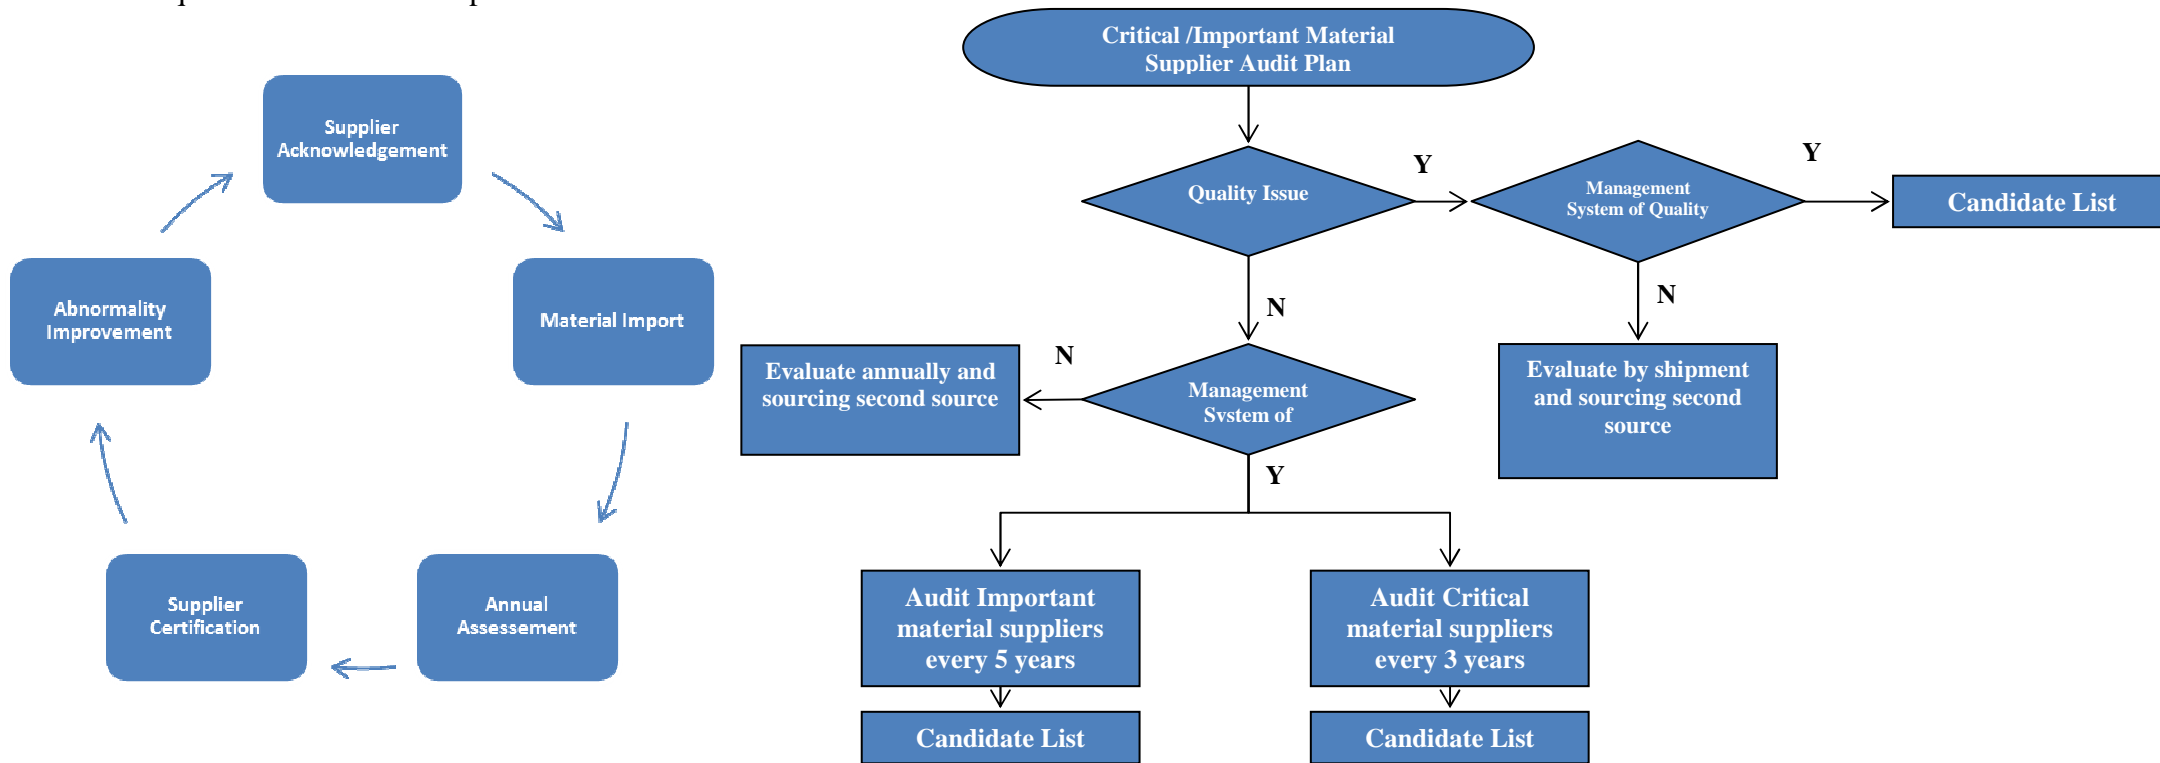 Supplier
Acknowledgement
Material Import
Annual
Assessement
Supplier
Certification
Abnormality
Improvement
Critical /Important Material
Supplier Audit Plan
Quality Issue
Y
Management
System of Quality
Y
Candidate List
N
N
Evaluate by shipment
and sourcing second
source
Management
System of
N
Evaluate annually and
sourcing second source
Y
Audit Important
material suppliers
every 5 years
Audit Critical
material suppliers
every 3 years
Candidate List
Candidate List